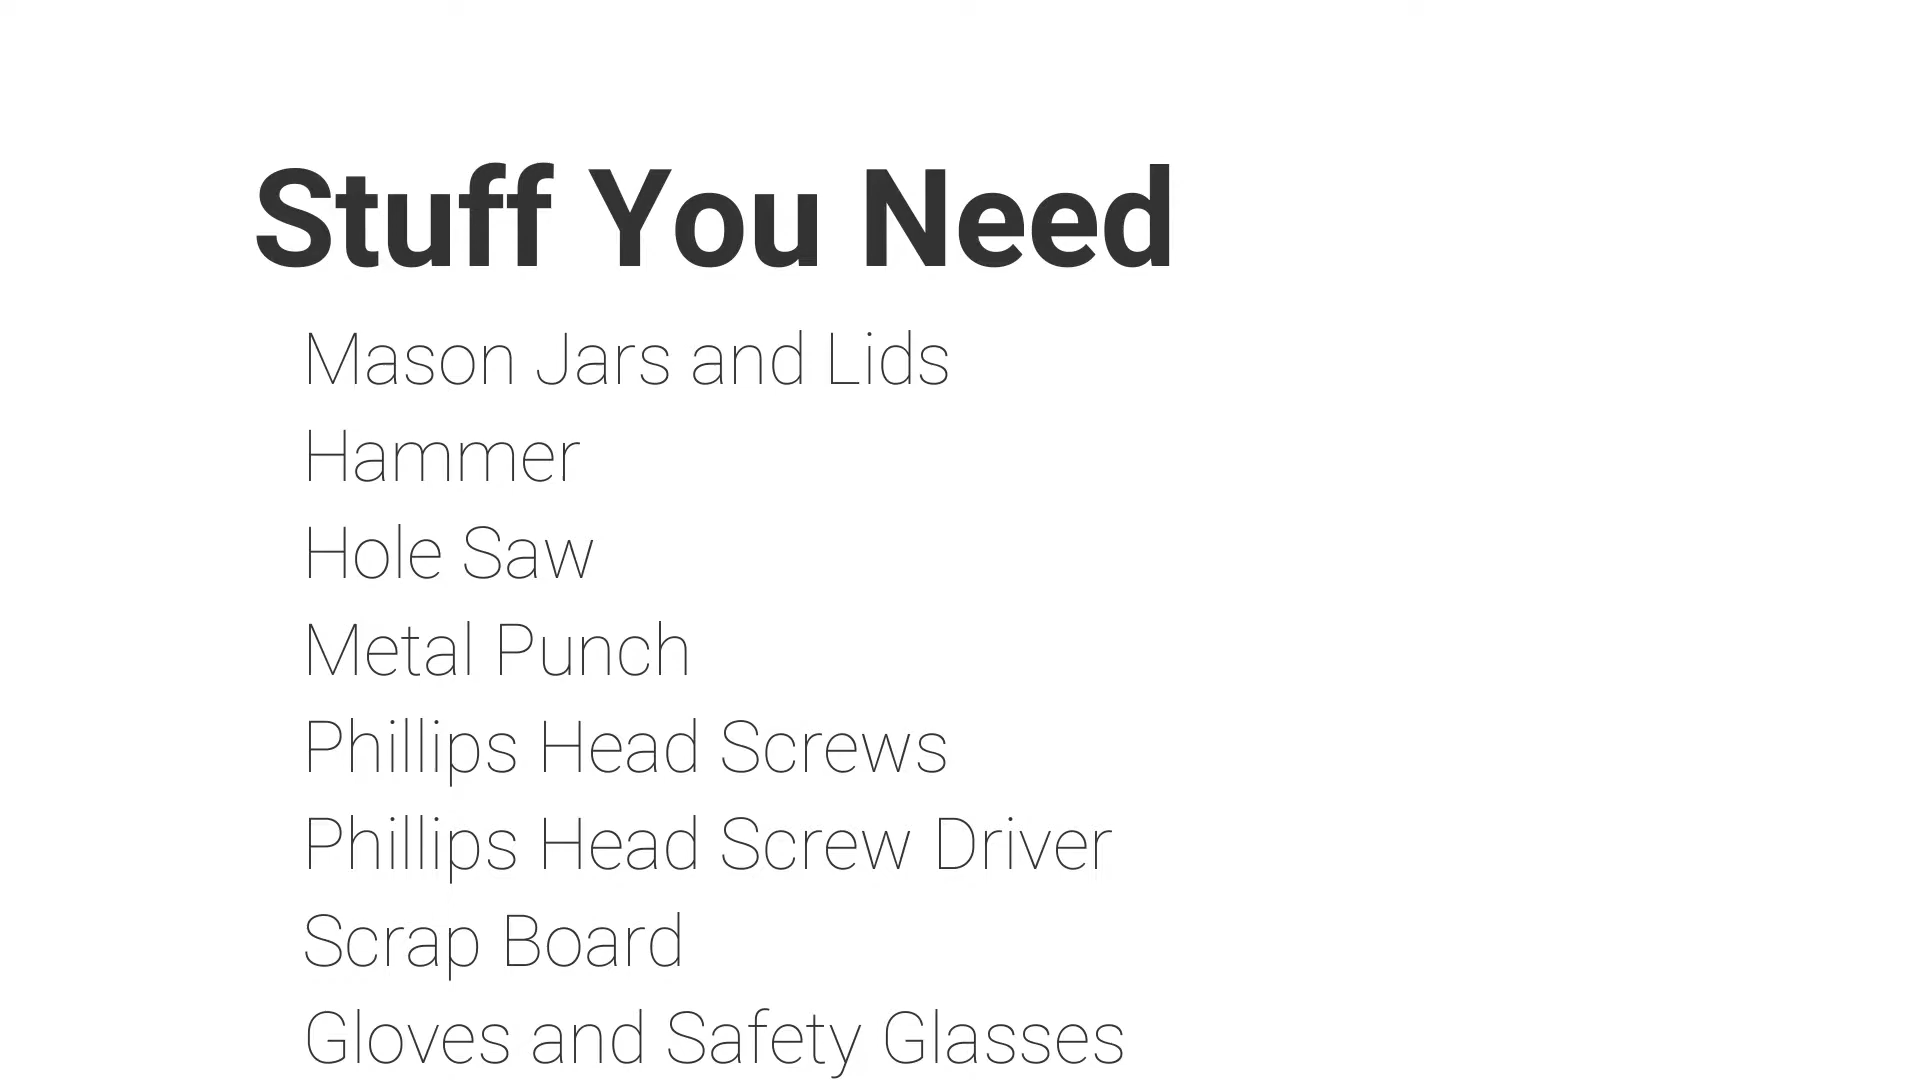 Stuff You Need
Mason Jars and Lids
Hammer
Hole Saw
Metal Punch
Phillips Head Screws
Phillips Head Screw Driver
Scrap Board
Gloves and Safety Glasses